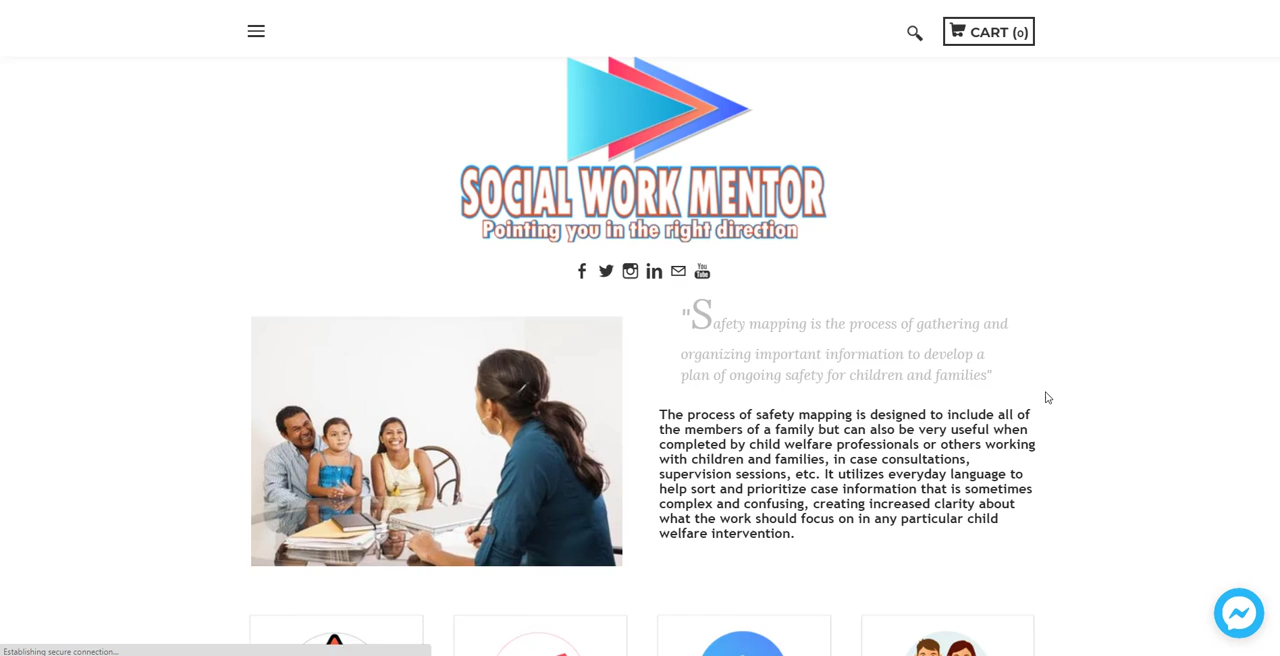 CART (0)
SOCIAL WORK MENTOR
Pointing you in the right direction
You
Tube
"Safety mapping is the process of gathering and
organizing important information to develop a
plan of ongoing safety for children and families"
The process of safety mapping is designed to include all of
the members of a family but can also be very useful when
completed by child welfare professionals or others working
with children and families, in case consultations,
supervision sessions, etc. It utilizes everyday language to
help sort and prioritize case information that is sometimes
complex and confusing, creating increased clarity about
what the work should focus on in any particular child
welfare intervention.
Establishing secure connection...